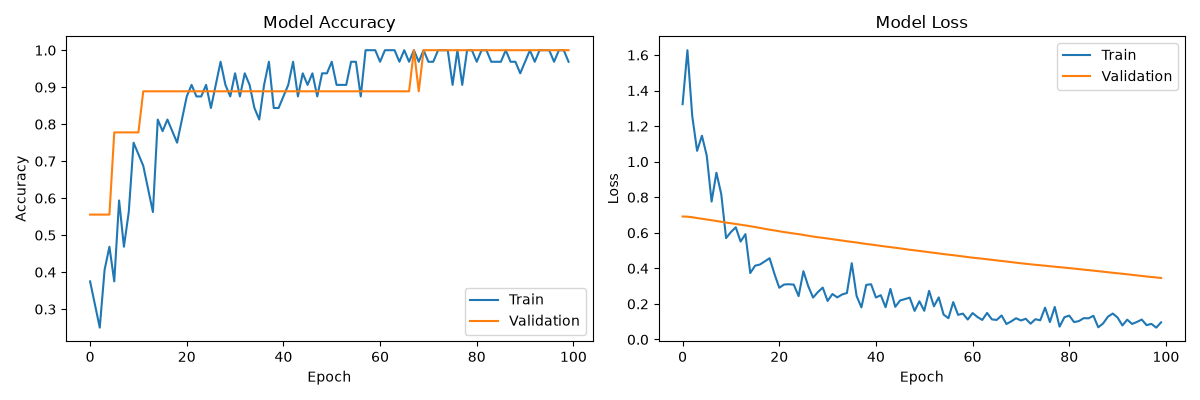 Model Accuracy
1.0
0.9
0.8
0.7
0.6
0.5
0.4
0.3
Accuracy
0 20 40 60 80 100
Epoch
Train
Validation
Model Loss
1.6
1.4
1.2
1.0
0.8
0.6
0.4
0.2
0.0
Loss
0 20 40 60 80 100
Epoch
Train
Validation